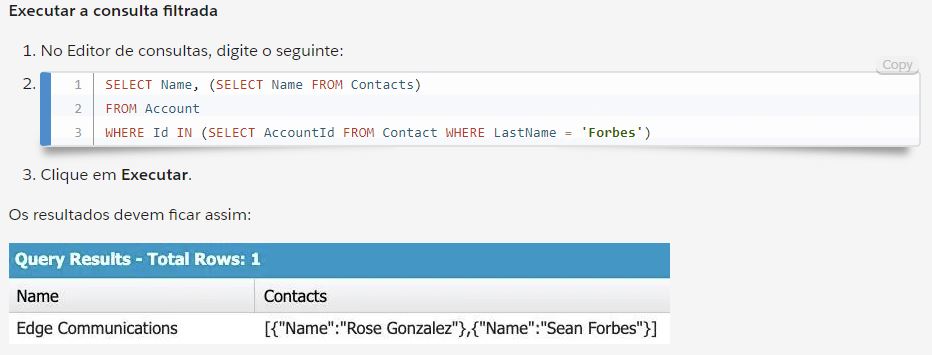 Executar a consulta filtrada
1. No Editor de consultas, digite o seguinte:
Copy
2.
1 SELECT Name, (SELECT Name FROM Contacts)
2 FROM Account
3 WHERE Id IN (SELECT AccountId FROM Contact WHERE LastName = 'Forbes')
3. Clique em Executar.
Os resultados devem ficar assim:
Query Results - Total Rows: 1
Name Contacts
Edge Communications [{"Name":"Rose Gonzalez"},{"Name":"Sean Forbes"}]